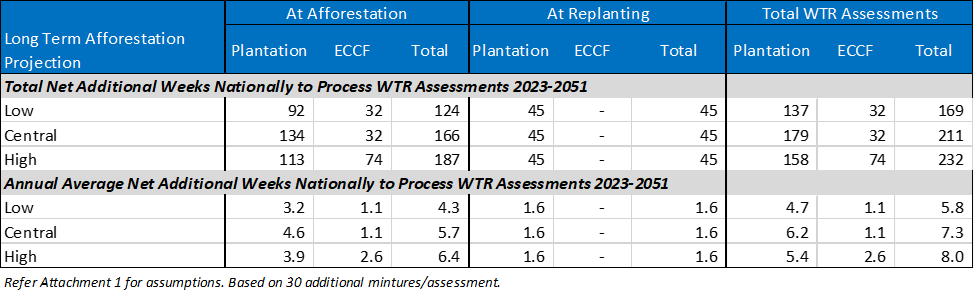 At Afforestation At Replanting Total WTR Assessments
Long Term Afforestation Projection Plantation ECCF Total Plantation ECCF Total Plantation ECCF Total
Total Net Additional Weeks Nationally to Process WTR Assessments 2023-2051
Low 92 32 124 45 - 45 137 32 169
Central 134 32 166 45 - 45 179 32 211
High 113 74 187 45 - 45 158 74 232
Annual Average Net Additional Weeks Nationally to Process WTR Assessments 2023-2051
Low 3.2 1.1 4.3 1.6 - 1.6 4.7 1.1 5.8
Central 4.6 1.1 5.7 1.6 - 1.6 6.2 1.1 7.3
High 3.9 2.6 6.4 1.6 - 1.6 5.4 2.6 8.0
Refer Attachment 1 for assumptions. Based on 30 additional mintures/assessment.